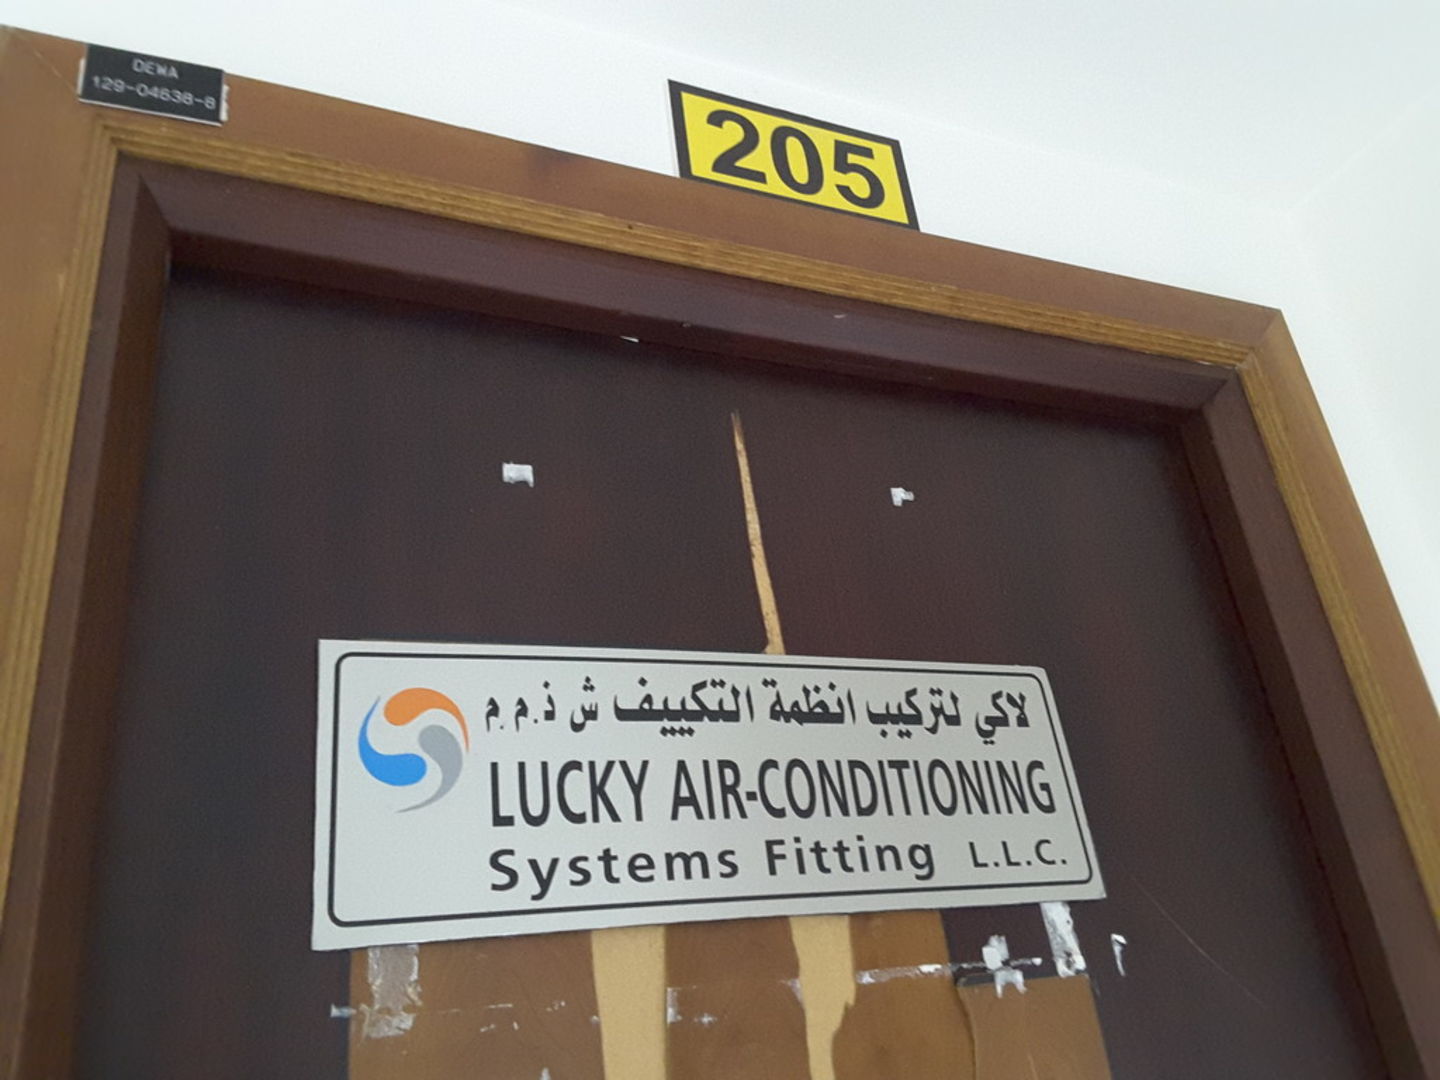 DEWA
129-04638-8
205
لاكي لتركيب انظمة التكييف ش ذ.م.م
LUCKY AIR-CONDITIONING
Systems Fitting L.L.C.